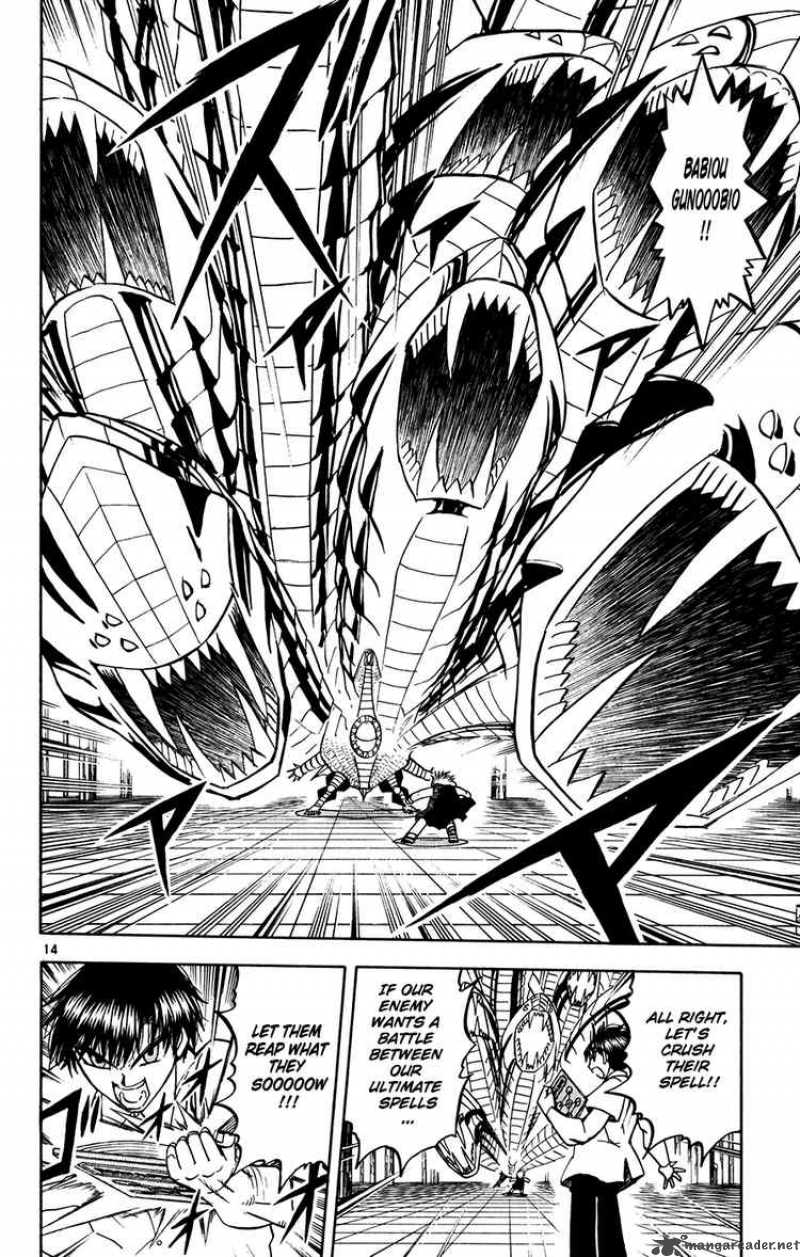 BABIOU
GUNOOOBIO
!!
14
ALL RIGHT,
LET'S
CRUSH
THEIR
SPELL!!
IF OUR
ENEMY
WANTS A
BATTLE
BETWEEN
OUR
ULTIMATE
SPELLS
...
LET THEM
REAP WHAT
THEY
SOOOOOW
!!!
mangareader.net